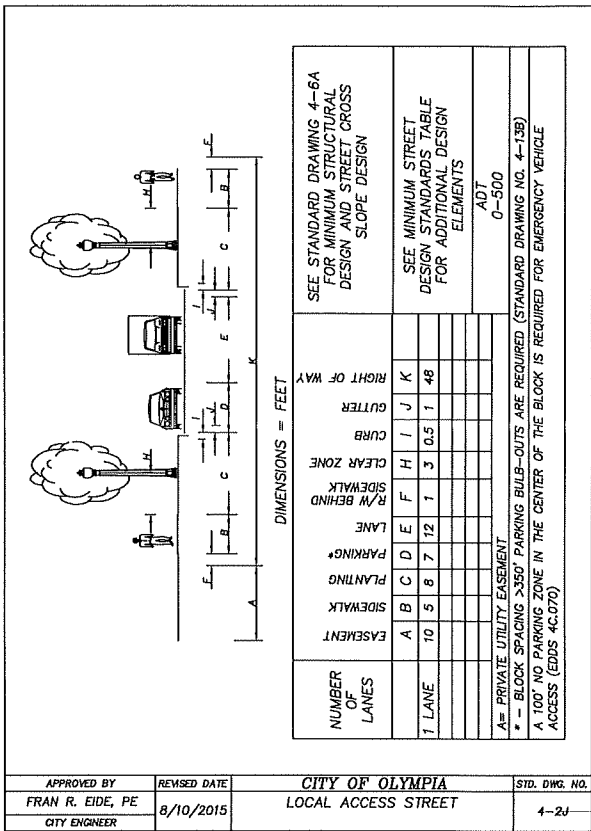 A
B
C
D
E
F
H
I
J
K
C
B
F
H
I
J
DIMENSIONS = FEET
NUMBER
OF
LANES
EASEMENT
SIDEWALK
PLANTING
PARKING*
LANE
R/W BEHIND
SIDEWALK
CLEAR ZONE
CURB
GUTTER
RIGHT OF WAY
A B C D E F H I J K
1 LANE 10 5 8 7 12 1 3 0.5 1 48
SEE STANDARD DRAWING 4-6A
FOR MINIMUM STRUCTURAL
DESIGN AND STREET CROSS
SLOPE DESIGN
SEE MINIMUM STREET
DESIGN STANDARDS TABLE
FOR ADDITIONAL DESIGN
ELEMENTS
ADT
0-500
A= PRIVATE UTILITY EASEMENT
* - BLOCK SPACING >350' PARKING BULB-OUTS ARE REQUIRED (STANDARD DRAWING NO. 4-13B)
A 100' NO PARKING ZONE IN THE CENTER OF THE BLOCK IS REQUIRED FOR EMERGENCY VEHICLE
ACCESS (EDDS 4C.070)
APPROVED BY
FRAN R. EIDE, PE
CITY ENGINEER
REVISED DATE
8/10/2015
CITY OF OLYMPIA
LOCAL ACCESS STREET
STD. DWG. NO.
4-2J